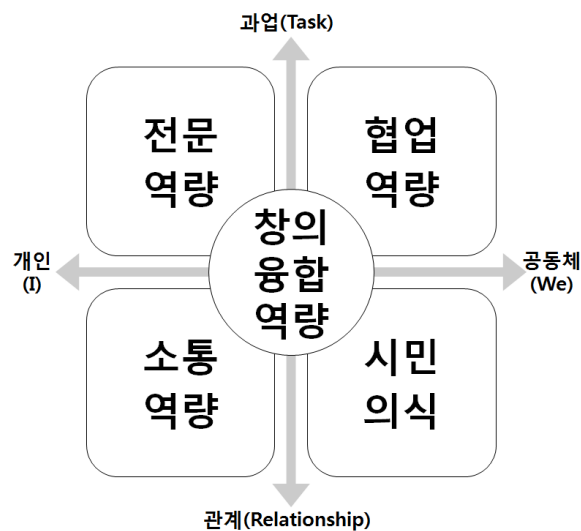 과업(Task)
전문
역량
협업
역량
창의
융합
역량
개인
(I)
공동체
(We)
소통
역량
시민
의식
관계(Relationship)